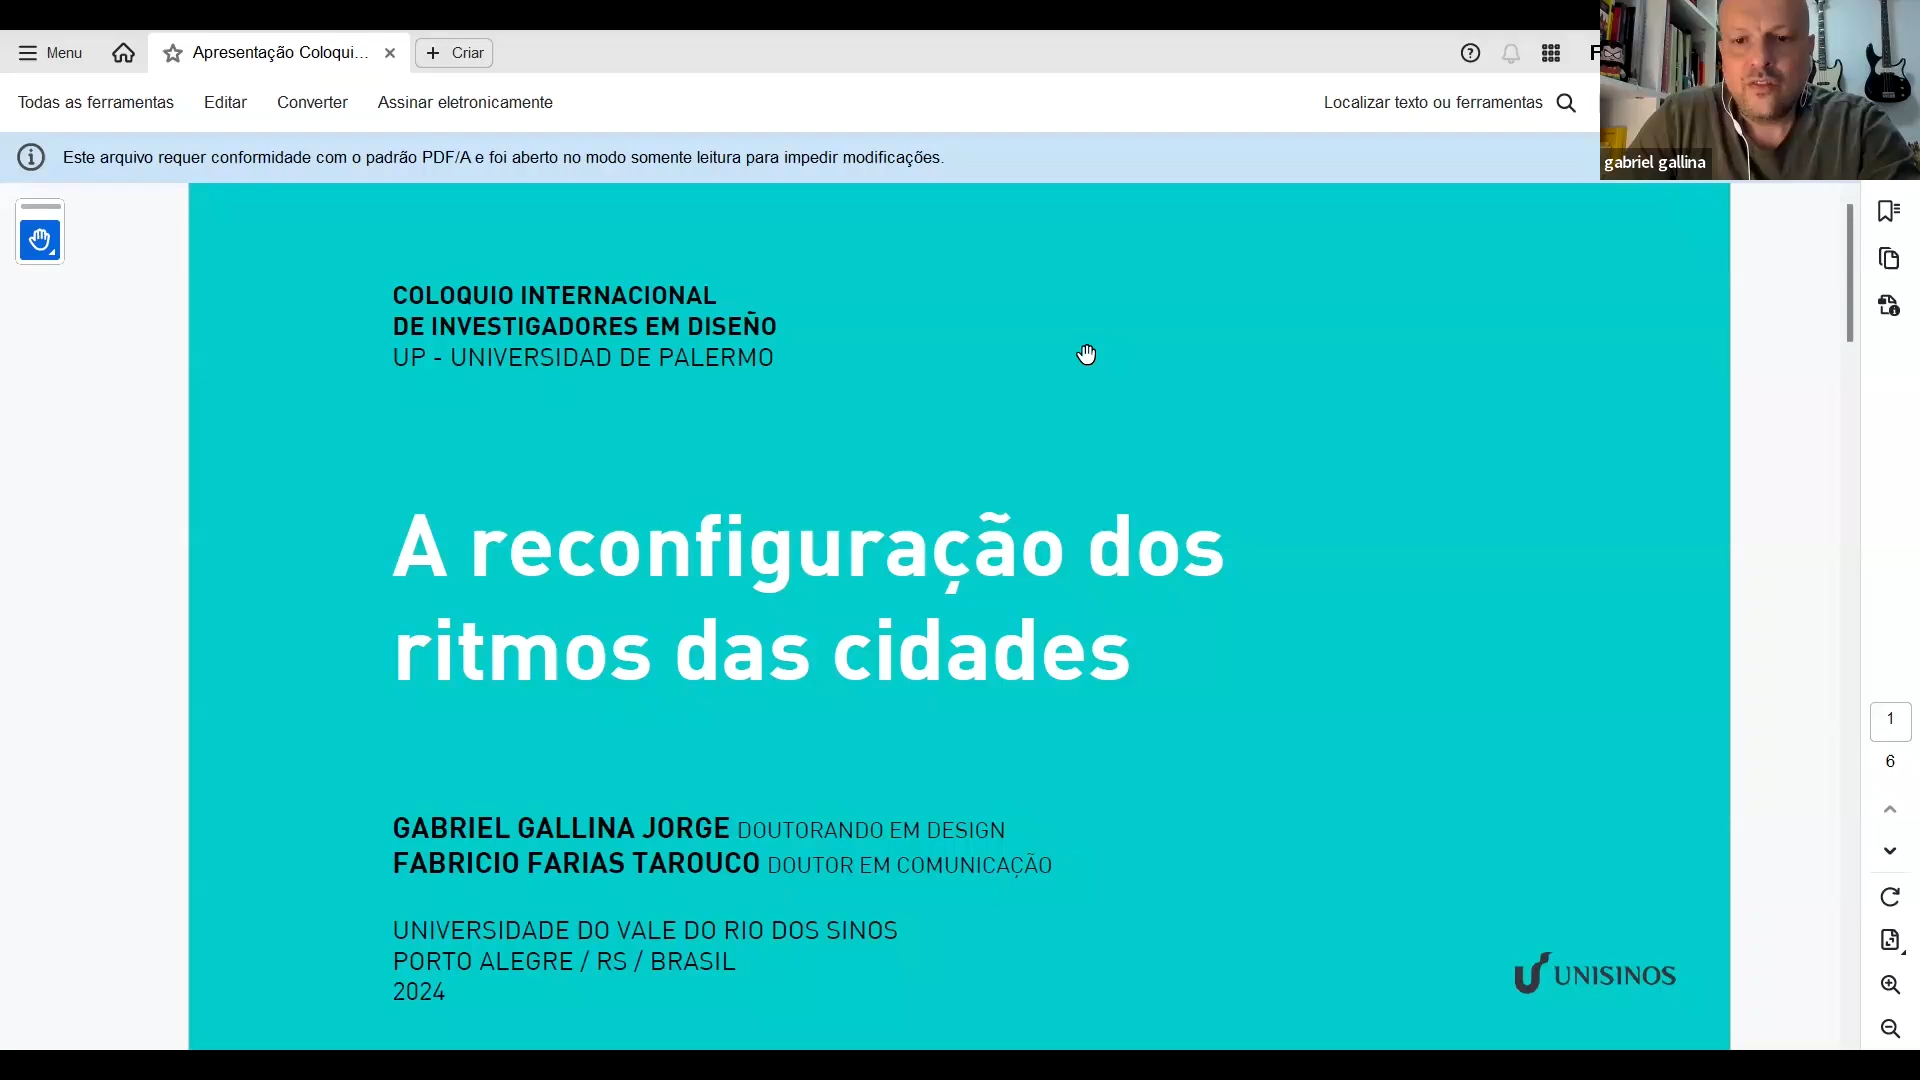 Menu
Apresentação Coloqui...
Criar
Todas as ferramentas
Editar
Converter
Assinar eletronicamente
Localizar texto ou ferramentas
Este arquivo requer conformidade com o padrão PDF/A e foi aberto no modo somente leitura para impedir modificações.
gabriel gallina
COLOQUIO INTERNACIONAL
DE INVESTIGADORES EM DISEÑO
UP - UNIVERSIDAD DE PALERMO
A reconfiguração dos
ritmos das cidades
GABRIEL GALLINA JORGE DOUTORANDO EM DESIGN
FABRICIO FARIAS TAROUCO DOUTOR EM COMUNICAÇÃO
UNIVERSIDADE DO VALE DO RIO DOS SINOS
PORTO ALEGRE / RS / BRASIL
2024
UNISINOS
1
6